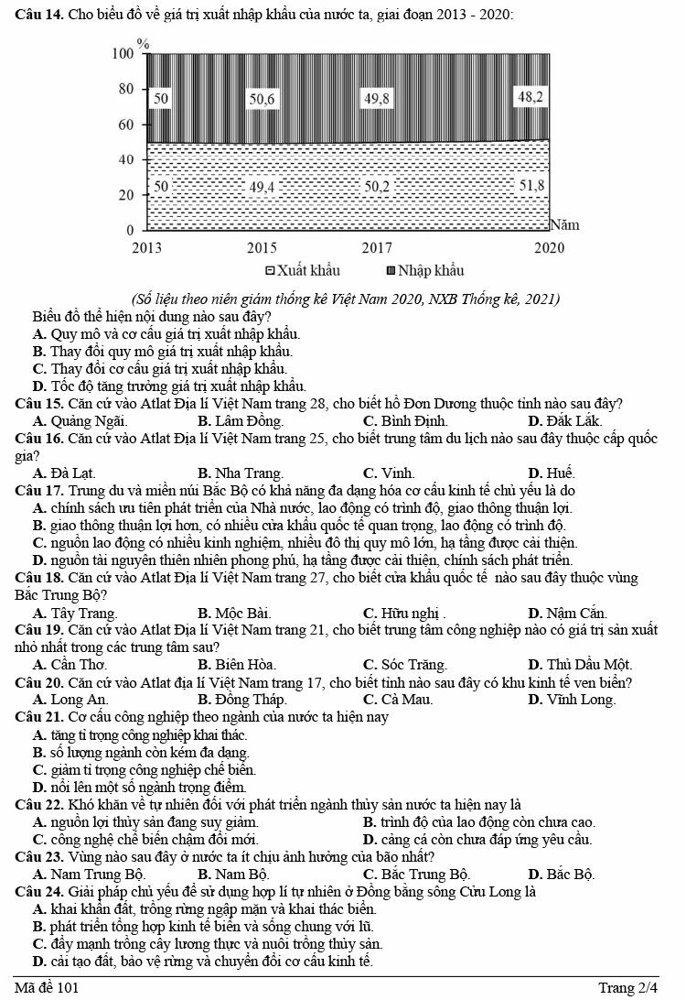 Câu 14. Cho biểu đồ về giá trị xuất nhập khẩu của nước ta, giai đoạn 2013 - 2020:
%
100
80
60
40
20
0
50
50,6
49,8
48,2
50
49,4
50,2
51,8
Năm
2013
2015
2017
2020
Xuất khẩu
Nhập khẩu
(Số liệu theo niên giám thống kê Việt Nam 2020, NXB Thống kê, 2021)
Biểu đồ thể hiện nội dung nào sau đây?
A. Quy mô và cơ cấu giá trị xuất nhập khẩu.
B. Thay đổi quy mô giá trị xuất nhập khẩu.
C. Thay đổi cơ cấu giá trị xuất nhập khẩu.
D. Tốc độ tăng trưởng giá trị xuất nhập khẩu.
Câu 15. Căn cứ vào Atlat Địa lí Việt Nam trang 28, cho biết hồ Đơn Dương thuộc tỉnh nào sau đây?
A. Quảng Ngãi. B. Lâm Đồng. C. Bình Định. D. Đắk Lắk.
Câu 16. Căn cứ vào Atlat Địa lí Việt Nam trang 25, cho biết trung tâm du lịch nào sau đây thuộc cấp quốc
gia?
A. Đà Lạt. B. Nha Trang. C. Vinh. D. Huế.
Câu 17. Trung du và miền núi Bắc Bộ có khả năng đa dạng hóa cơ cấu kinh tế chủ yếu là do
A. chính sách ưu tiên phát triển của Nhà nước, lao động có trình độ, giao thông thuận lợi.
B. giao thông thuận lợi hơn, có nhiều cửa khẩu quốc tế quan trọng, lao động có trình độ.
C. nguồn lao động có nhiều kinh nghiệm, nhiều đô thị quy mô lớn, hạ tầng được cải thiện.
D. nguồn tài nguyên thiên nhiên phong phú, hạ tầng được cải thiện, chính sách phát triển.
Câu 18. Căn cứ vào Atlat Địa lí Việt Nam trang 27, cho biết cửa khẩu quốc tế nào sau đây thuộc vùng
Bắc Trung Bộ?
A. Tây Trang. B. Mộc Bài. C. Hữu nghị . D. Nậm Cắn.
Câu 19. Căn cứ vào Atlat Địa lí Việt Nam trang 21, cho biết trung tâm công nghiệp nào có giá trị sản xuất
nhỏ nhất trong các trung tâm sau?
A. Cần Thơ. B. Biên Hòa. C. Sóc Trăng. D. Thủ Dầu Một.
Câu 20. Căn cứ vào Atlat địa lí Việt Nam trang 17, cho biết tỉnh nào sau đây có khu kinh tế ven biển?
A. Long An. B. Đồng Tháp. C. Cà Mau. D. Vĩnh Long.
Câu 21. Cơ cấu công nghiệp theo ngành của nước ta hiện nay
A. tăng tỉ trọng công nghiệp khai thác.
B. số lượng ngành còn kém đa dạng.
C. giảm tỉ trọng công nghiệp chế biến.
D. nổi lên một số ngành trọng điểm.
Câu 22. Khó khăn về tự nhiên đối với phát triển ngành thủy sản nước ta hiện nay là
A. nguồn lợi thủy sản đang suy giảm. B. trình độ của lao động còn chưa cao.
C. công nghệ chế biến chậm đổi mới. D. cảng cá còn chưa đáp ứng yêu cầu.
Câu 23. Vùng nào sau đây ở nước ta ít chịu ảnh hưởng của bão nhất?
A. Nam Trung Bộ. B. Nam Bộ. C. Bắc Trung Bộ. D. Bắc Bộ.
Câu 24. Giải pháp chủ yếu để sử dụng hợp lí tự nhiên ở Đồng bằng sông Cửu Long là
A. khai khẩn đất, trồng rừng ngập mặn và khai thác biển.
B. phát triển tổng hợp kinh tế biển và sống chung với lũ.
C. đẩy mạnh trồng cây lương thực và nuôi trồng thủy sản.
D. cải tạo đất, bảo vệ rừng và chuyển đổi cơ cấu kinh tế.
Mã đề 101 Trang 2/4